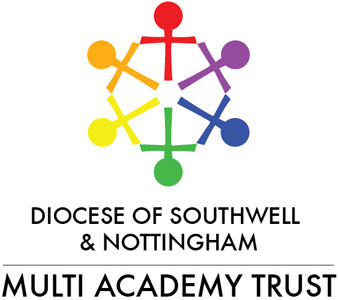 DIOCESE OF SOUTHWELL
& NOTTINGHAM
MULTI ACADEMY TRUST